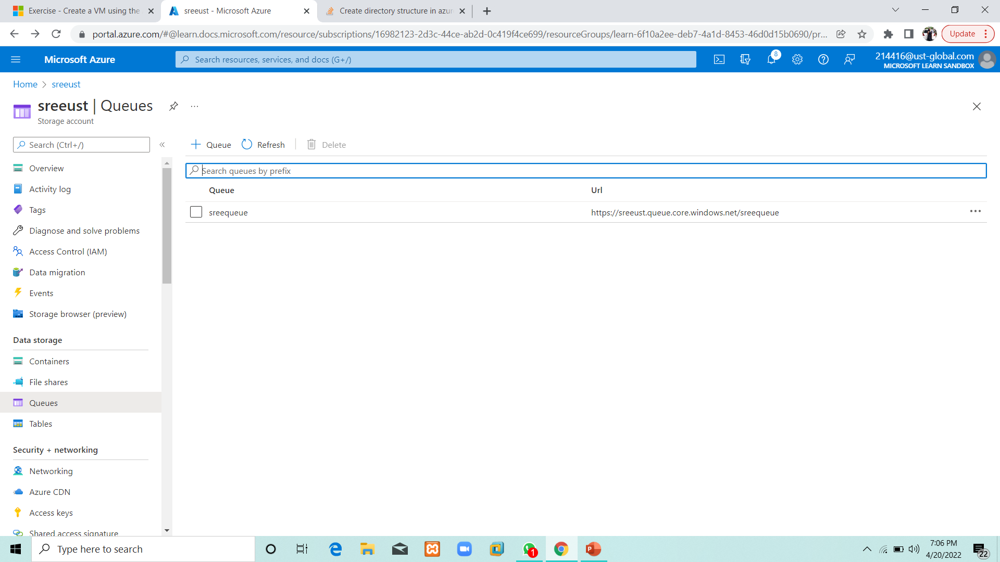 Exercise - Create a VM using the
sreeust - Microsoft Azure
Create directory structure in azur
portal.azure.com/#@learn.docs.microsoft.com/resource/subscriptions/16982123-2d3c-44ce-ab2d-0c419f4ce699/resourceGroups/learn-6f10a2ee-deb7-4a1d-8453-46d0d15b0690/pr...
Update
Microsoft Azure
Search resources, services, and docs (G+/)
8
214416@ust-global.com
MICROSOFT LEARN SANDBOX
Home > sreeust
sreeust | Queues
...
Storage account
Search (Ctrl+/)
«
+ Queue
Refresh
Delete
Search queues by prefix
Queue
Url
sreequeue
https://sreeust.queue.core.windows.net/sreequeue
...
Overview
Activity log
Tags
Diagnose and solve problems
Access Control (IAM)
Data migration
Events
Storage browser (preview)
Data storage
Containers
File shares
Queues
Tables
Security + networking
Networking
Azure CDN
Access keys
Shared access signature
Type here to search
1
7:06 PM
4/20/2022
22